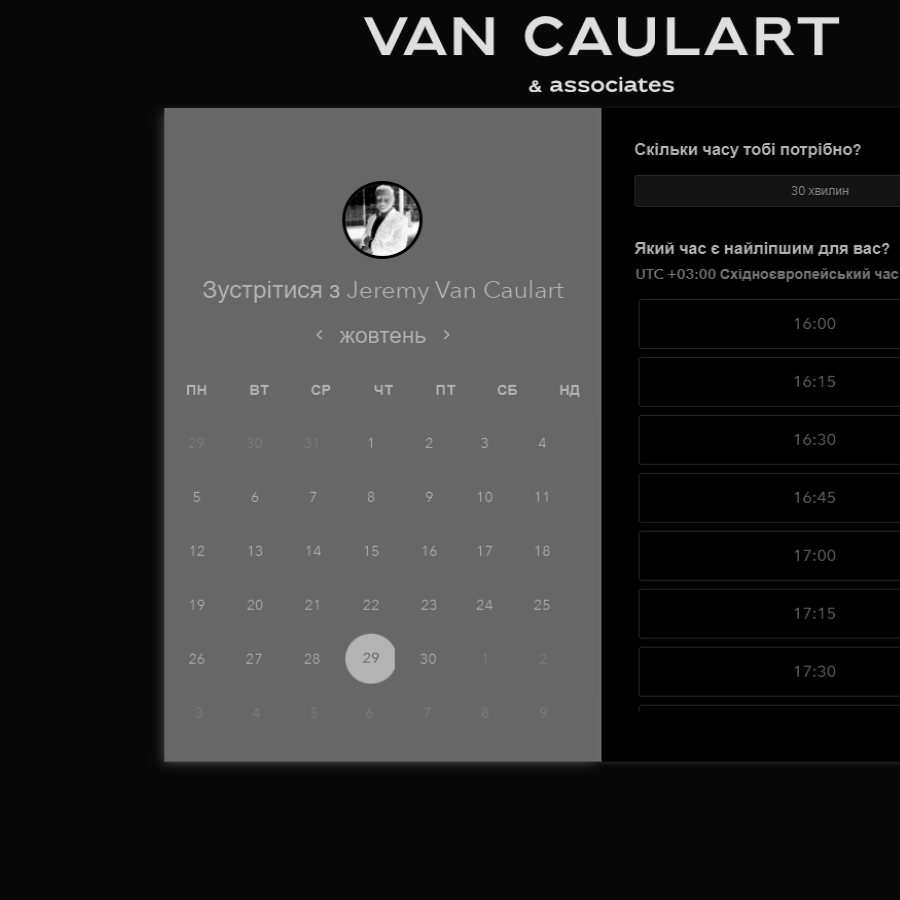 VAN CAULART
& associates
Зустрітися з Jeremy Van Caulart
жовтень
ПН ВТ СР ЧТ ПТ СБ НД
29 30 31 1 2 3 4
5 6 7 8 9 10 11
12 13 14 15 16 17 18
19 20 21 22 23 24 25
26 27 28 29 30 1 2
3 4 5 6 7 8 9
Скільки часу тобі потрібно?
30 хвилин
Який час є найліпшим для вас?
UTC +03:00 Східноєвропейський час
16:00
16:15
16:30
16:45
17:00
17:15
17:30